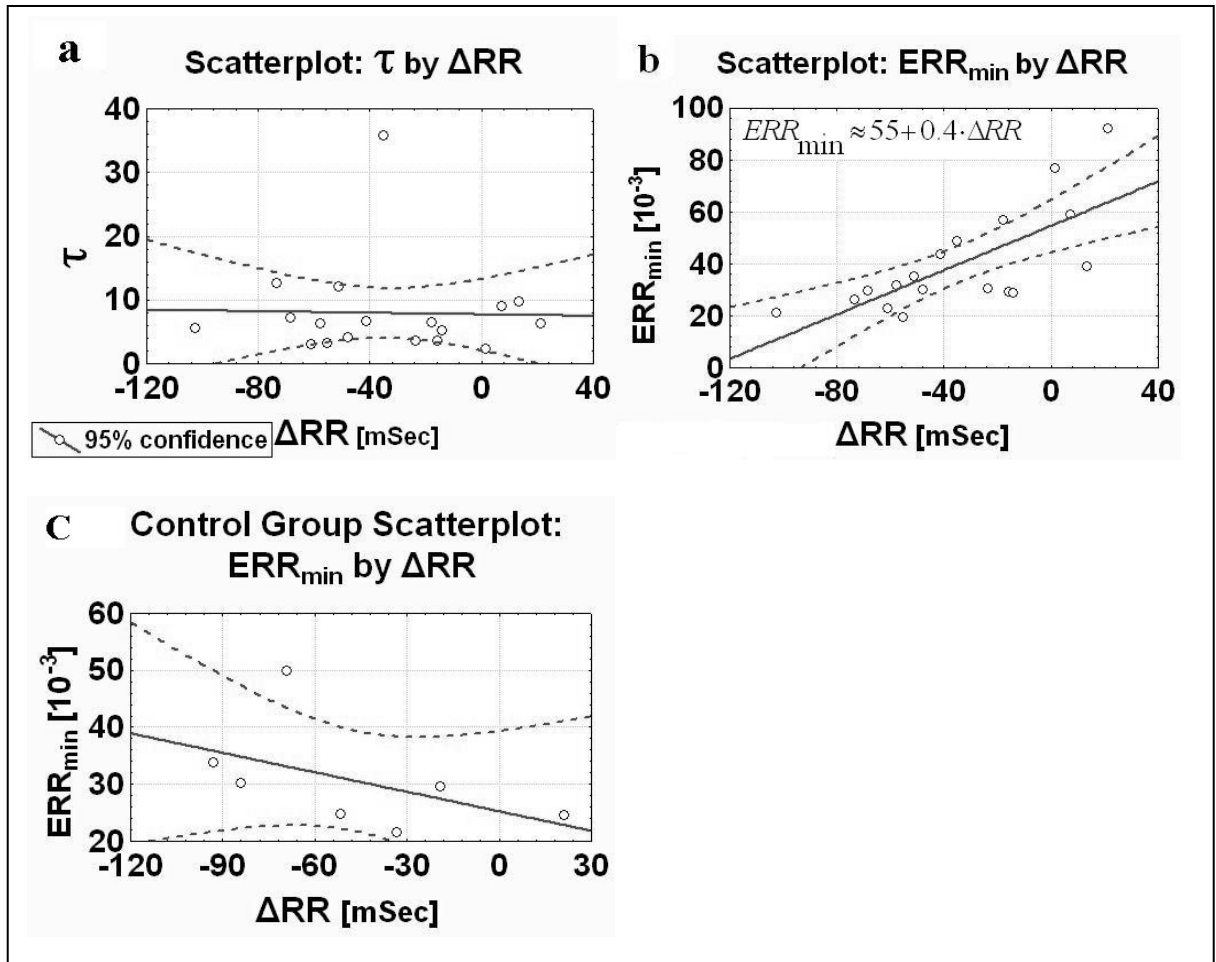 a
Scatterplot: τ by ΔRR
40
30
20
10
0
τ
-120 -80 -40 0 40
ΔRR [mSec]
95% confidence
b
Scatterplot: ERRmin by ΔRR
ERRmin ≈55+0.4·ΔRR
100
80
60
40
20
0
ERRmin [10-3]
-120 -80 -40 0 40
ΔRR [mSec]
C
Control Group Scatterplot:
ERRmin by ΔRR
60
50
40
30
20
ERRmin [10-3]
-120 -90 -60 -30 0 30
ΔRR [mSec]